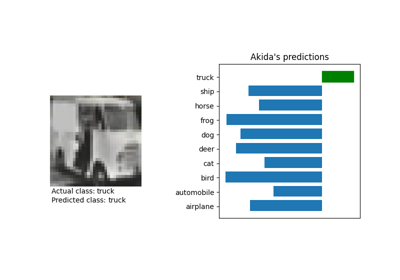 Akida's predictions
truck
ship
horse
frog
dog
deer
cat
bird
automobile
airplane
Actual class: truck
Predicted class: truck